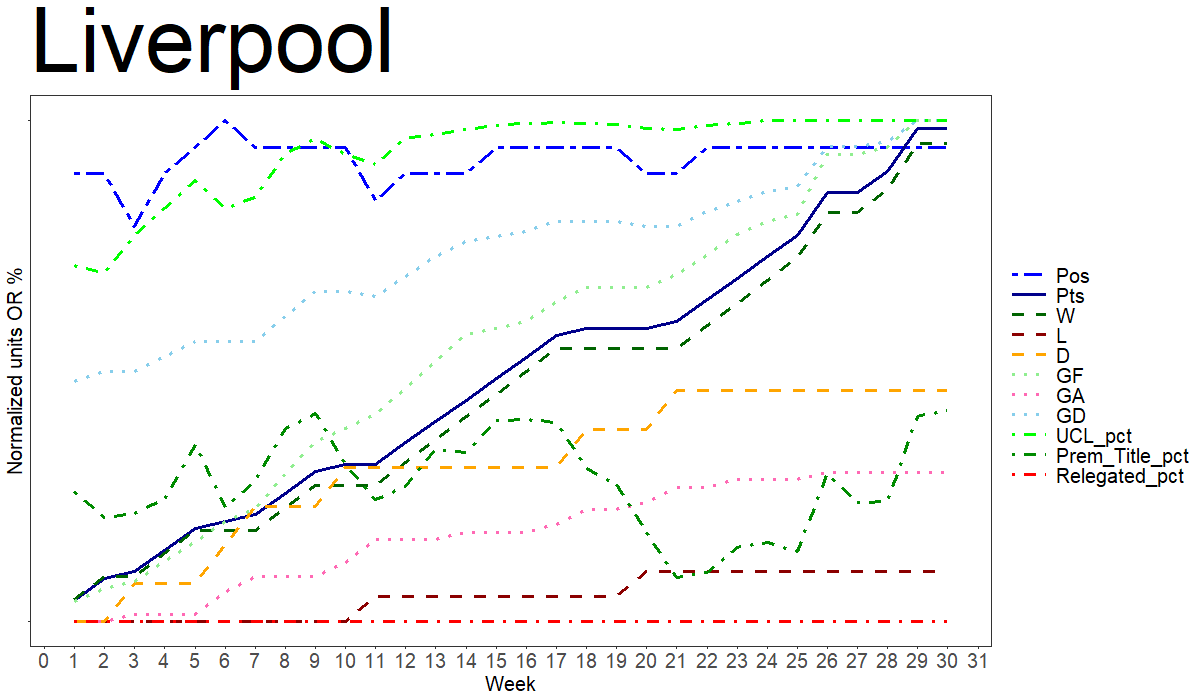 Liverpool
Normalized units OR %
0 1 2 3 4 5 6 7 8 9 10 11 12 13 14 15 16 17 18 19 20 21 22 23 24 25 26 27 28 29 30 31
Week
Pos
Pts
W
L
D
GF
GA
GD
UCL_pct
Prem_Title_pct
Relegated_pct